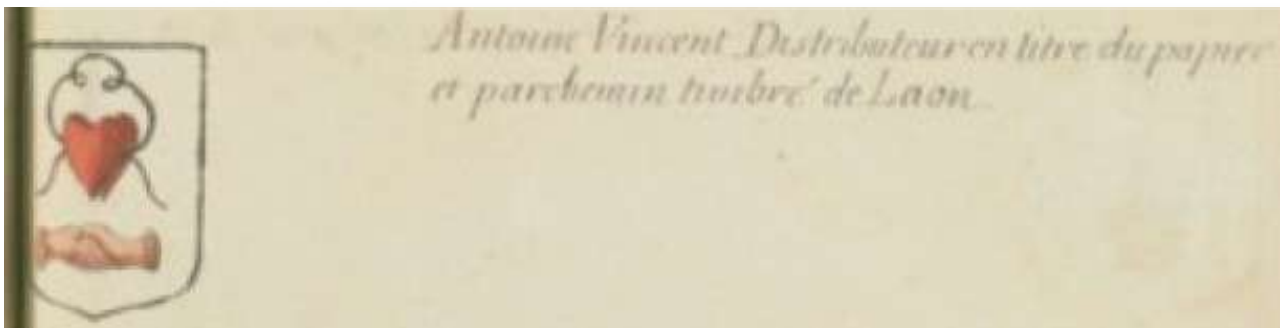 Antoine Vincent Distributeur en titre du papier
et parchemin timbré de Laon